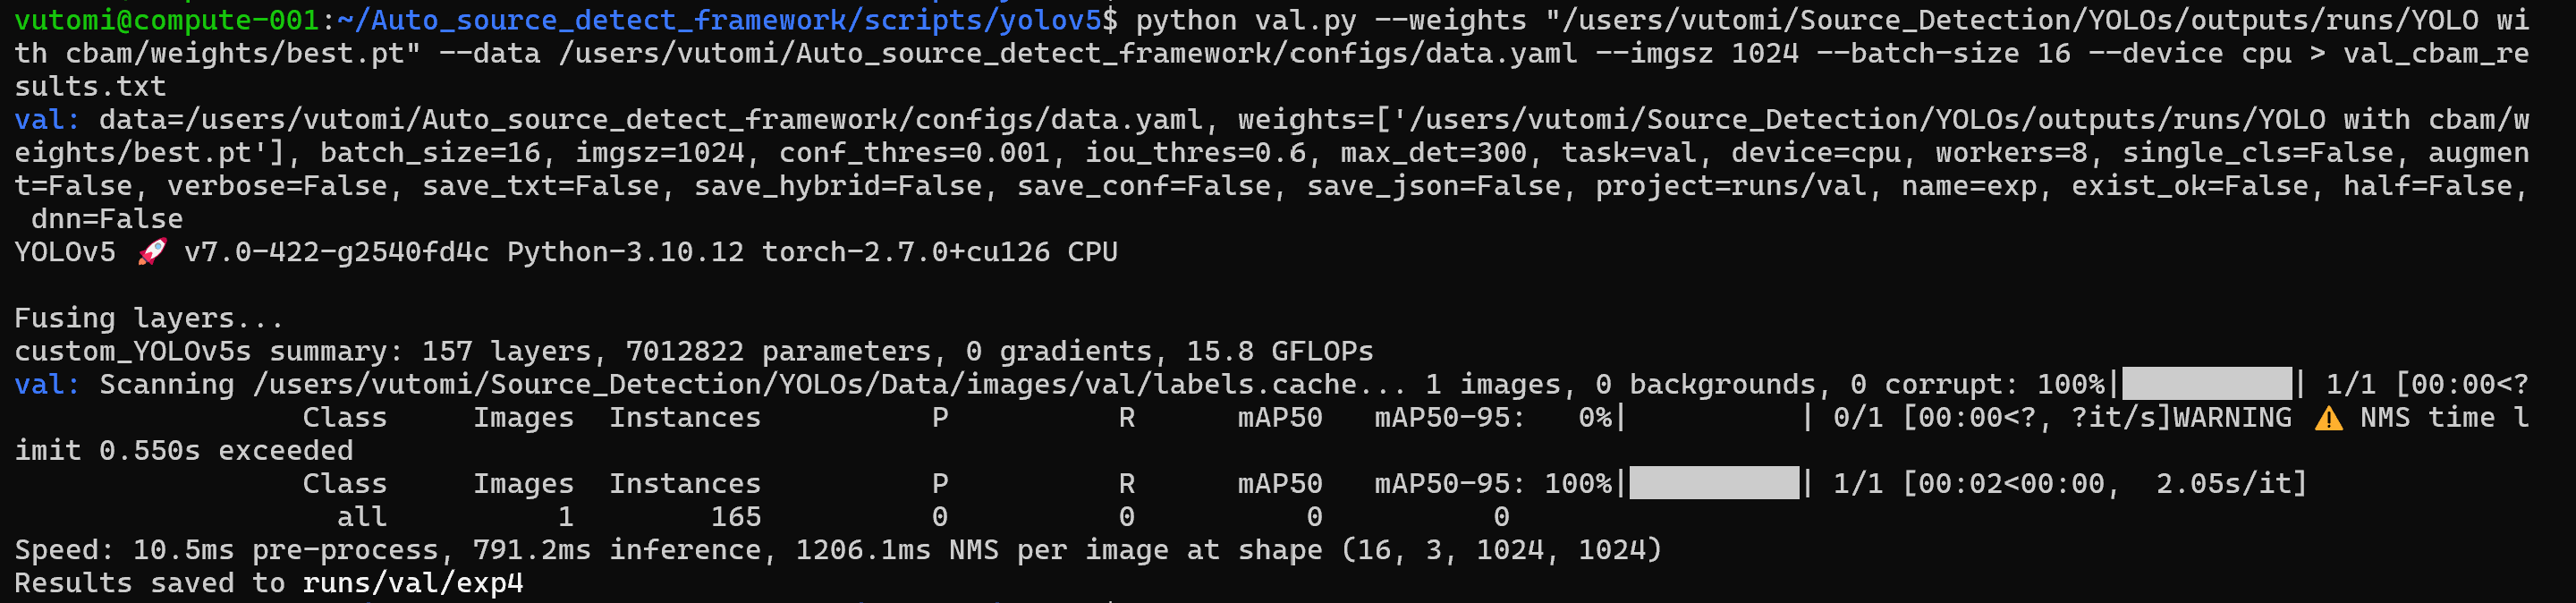 vutomi@compute-001:~/Auto_source_detect_framework/scripts/yolov5$ python val.py --weights "/users/vutomi/Source_Detection/YOLOs/outputs/runs/YOLO wi
th cbam/weights/best.pt" --data /users/vutomi/Auto_source_detect_framework/configs/data.yaml --imgsz 1024 --batch-size 16 --device cpu > val_cbam_re
sults.txt
val: data=/users/vutomi/Auto_source_detect_framework/configs/data.yaml, weights=['/users/vutomi/Source_Detection/YOLOs/outputs/runs/YOLO with cbam/w
eights/best.pt'], batch_size=16, imgsz=1024, conf_thres=0.001, iou_thres=0.6, max_det=300, task=val, device=cpu, workers=8, single_cls=False, augmen
t=False, verbose=False, save_txt=False, save_hybrid=False, save_conf=False, save_json=False, project=runs/val, name=exp, exist_ok=False, half=False,
 dnn=False
YOLOv5 🚀 v7.0-422-g2540fd4c Python-3.10.12 torch-2.7.0+cu126 CPU
Fusing layers...
custom_YOLOv5s summary: 157 layers, 7012822 parameters, 0 gradients, 15.8 GFLOPs
val: Scanning /users/vutomi/Source_Detection/YOLOs/Data/images/val/labels.cache... 1 images, 0 backgrounds, 0 corrupt: 100%|██████████| 1/1 [00:00<?
                 Class     Images  Instances          P          R      mAP50   mAP50-95:   0%|          | 0/1 [00:00<?, ?it/s]WARNING ⚠️ NMS time l
imit 0.550s exceeded
                 Class     Images  Instances          P          R      mAP50   mAP50-95: 100%|██████████| 1/1 [00:02<00:00,  2.05s/it]
                   all          1        165          0          0          0          0
Speed: 10.5ms pre-process, 791.2ms inference, 1206.1ms NMS per image at shape (16, 3, 1024, 1024)
Results saved to runs/val/exp4